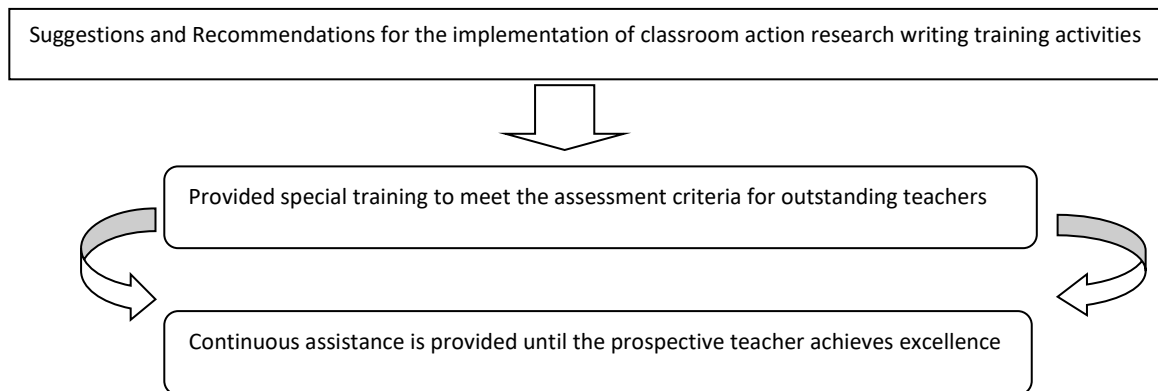 Suggestions and Recommendations for the implementation of classroom action research writing training activities
Provided special training to meet the assessment criteria for outstanding teachers
Continuous assistance is provided until the prospective teacher achieves excellence